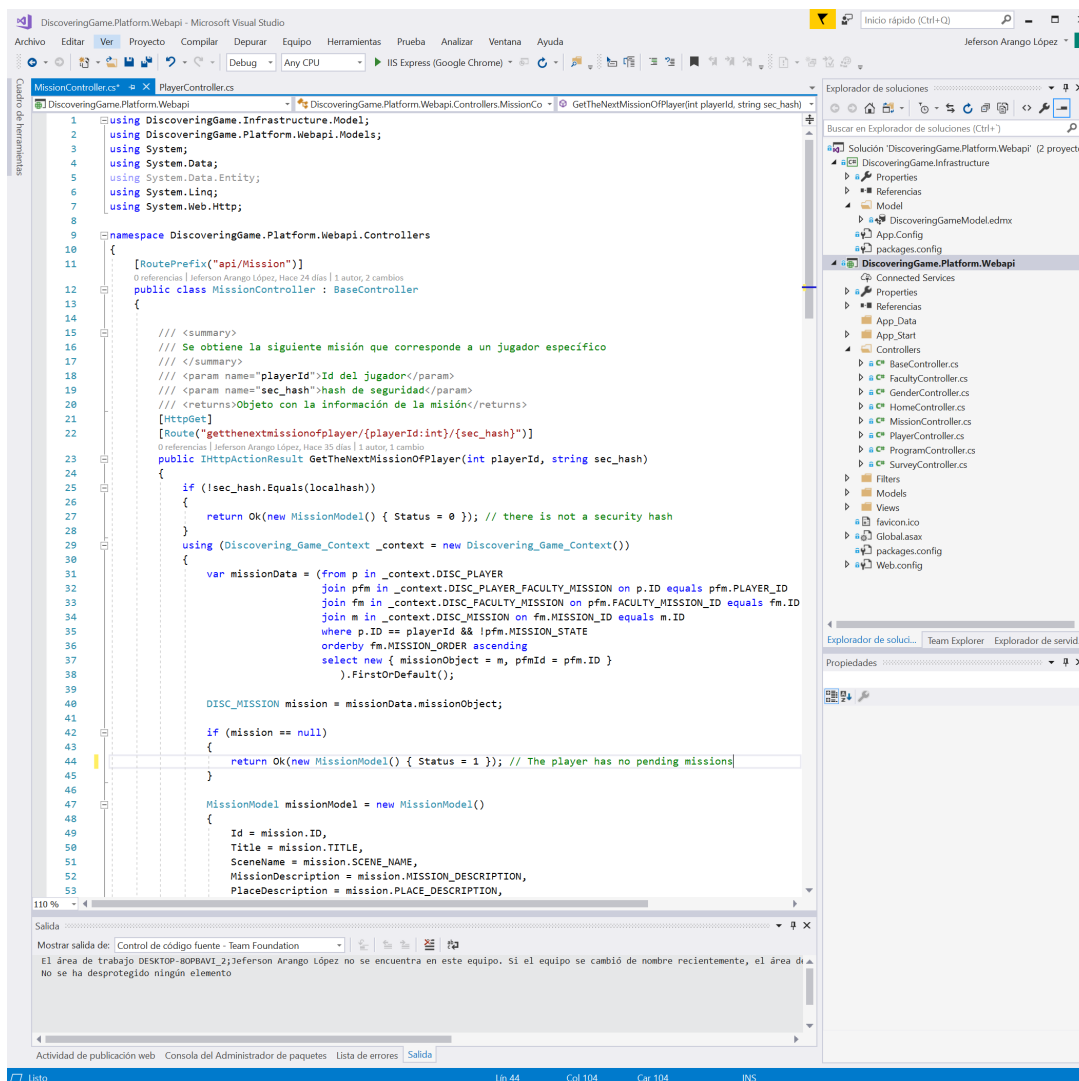 DiscoveringGame.Platform.Webapi - Microsoft Visual Studio
Inicio rápido (Ctrl+Q)
Archivo Editar Ver Proyecto Compilar Depurar Equipo Herramientas Prueba Analizar Ventana Ayuda
Jeferson Arango López
Debug Any CPU IIS Express (Google Chrome)
Cuadro de herramientas
MissionController.cs* PlayerController.cs
DiscoveringGame.Platform.Webapi DiscoveringGame.Platform.Webapi.Controllers.MissionCo GetTheNextMissionOfPlayer(int playerId, string sec_hash)
1 using DiscoveringGame.Infrastructure.Model;
2 using DiscoveringGame.Platform.Webapi.Models;
3 using System;
4 using System.Data;
5 using System.Data.Entity;
6 using System.Linq;
7 using System.Web.Http;
8
9 namespace DiscoveringGame.Platform.Webapi.Controllers
10 {
11 [RoutePrefix("api/Mission")]
0 referencias | Jeferson Arango López, Hace 24 días | 1 autor, 2 cambios
12 public class MissionController : BaseController
13 {
14
15 /// <summary>
16 /// Se obtiene la siguiente misión que corresponde a un jugador específico
17 /// </summary>
18 /// <param name="playerId">Id del jugador</param>
19 /// <param name="sec_hash">hash de seguridad</param>
20 /// <returns>Objeto con la información de la misión</returns>
21 [HttpGet]
22 [Route("getthenextmissionofplayer/{playerId:int}/{sec_hash}")]
0 referencias | Jeferson Arango López, Hace 35 días | 1 autor, 1 cambio
23 public IHttpActionResult GetTheNextMissionOfPlayer(int playerId, string sec_hash)
24 {
25 if (!sec_hash.Equals(localhash))
26 {
27 return Ok(new MissionModel() { Status = 0 }); // there is not a security hash
28 }
29 using (Discovering_Game_Context _context = new Discovering_Game_Context())
30 {
31 var missionData = (from p in _context.DISC_PLAYER
32 join pfm in _context.DISC_PLAYER_FACULTY_MISSION on p.ID equals pfm.PLAYER_ID
33 join fm in _context.DISC_FACULTY_MISSION on pfm.FACULTY_MISSION_ID equals fm.ID
34 join m in _context.DISC_MISSION on fm.MISSION_ID equals m.ID
35 where p.ID == playerId && !pfm.MISSION_STATE
36 orderby fm.MISSION_ORDER ascending
37 select new { missionObject = m, pfmId = pfm.ID }
38 ).FirstOrDefault();
39
40 DISC_MISSION mission = missionData.missionObject;
41
42 if (mission == null)
43 {
44 return Ok(new MissionModel() { Status = 1 }); // The player has no pending missions
45 }
46
47 MissionModel missionModel = new MissionModel()
48 {
49 Id = mission.ID,
50 Title = mission.TITLE,
51 SceneName = mission.SCENE_NAME,
52 MissionDescription = mission.MISSION_DESCRIPTION,
53 PlaceDescription = mission.PLACE_DESCRIPTION,
110 %
Salida
Mostrar salida de: Control de código fuente - Team Foundation
El área de trabajo DESKTOP-8OPBAVI_2;Jeferson Arango López no se encuentra en este equipo. Si el equipo se cambió de nombre recientemente, el área de
No se ha desprotegido ningún elemento
Actividad de publicación web Consola del Administrador de paquetes Lista de errores Salida
Explorador de soluciones
Buscar en Explorador de soluciones (Ctrl+´)
Solución 'DiscoveringGame.Platform.Webapi' (2 proyecto
DiscoveringGame.Infrastructure
Properties
Referencias
Model
DiscoveringGameModel.edmx
App.Config
packages.config
DiscoveringGame.Platform.Webapi
Connected Services
Properties
Referencias
App_Data
App_Start
Controllers
BaseController.cs
FacultyController.cs
GenderController.cs
HomeController.cs
MissionController.cs
PlayerController.cs
ProgramController.cs
SurveyController.cs
Filters
Models
Views
favicon.ico
Global.asax
packages.config
Web.config
Explorador de soluci... Team Explorer Explorador de servid
Propiedades
Listo Lín 44 Col 104 Car 104 INS